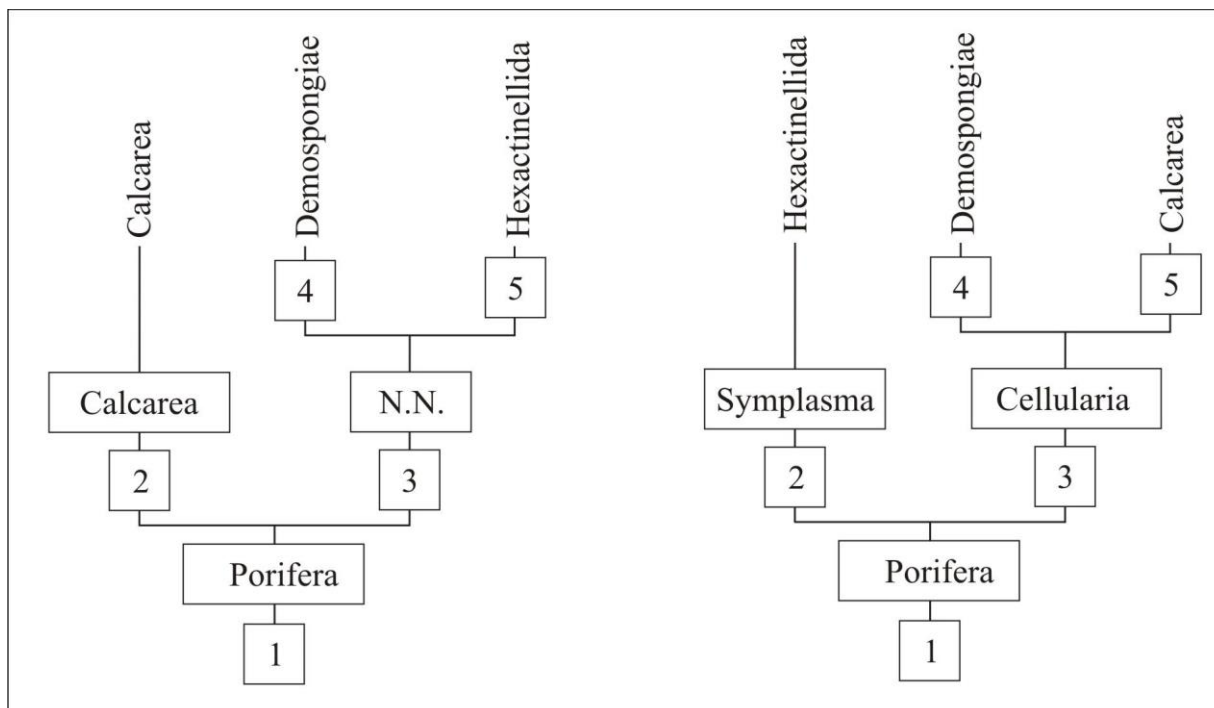 Calcarea
Demospongiae
Hexactinellida
4
5
Calcarea
N.N.
2
3
Porifera
1
Hexactinellida
Demospongiae
Calcarea
4
5
Symplasma
Cellularia
2
3
Porifera
1